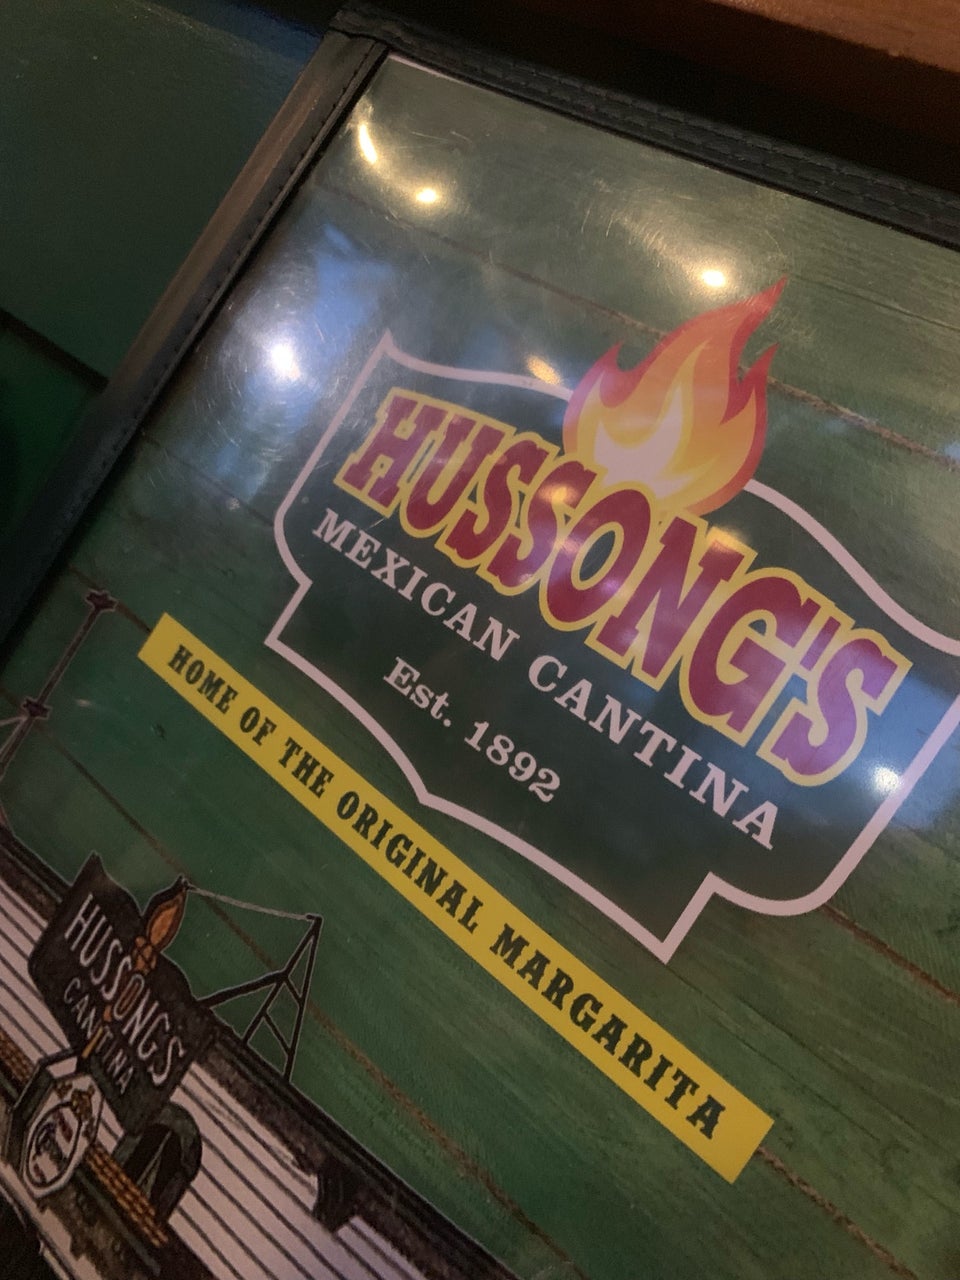 HUSSONG'S
MEXICAN CANTINA
Est. 1892
HOME OF THE ORIGINAL MARGARITA
HUSSONGS
CANTINA